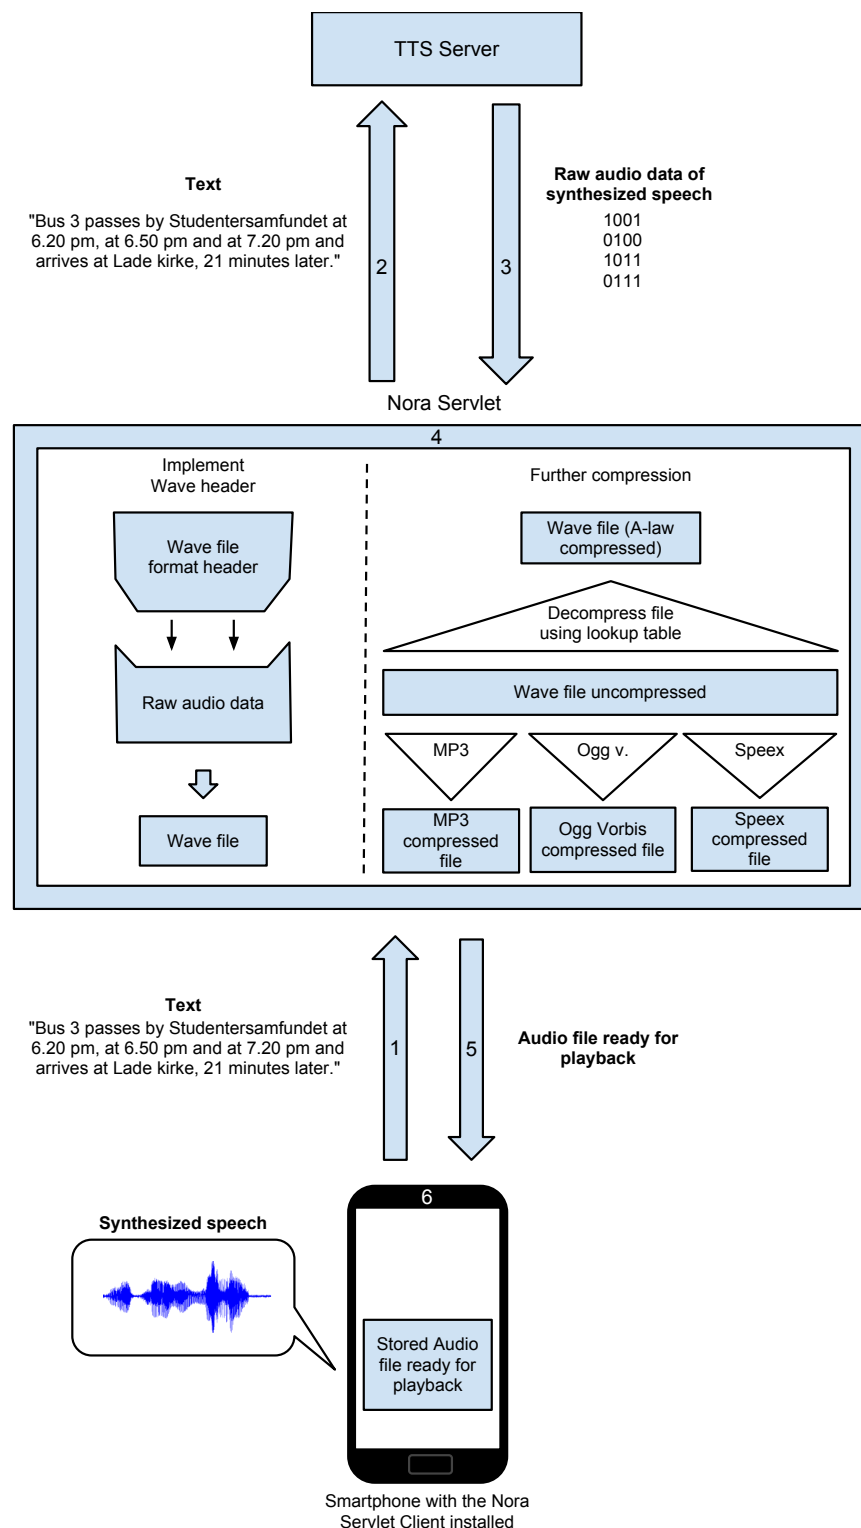 TTS Server
Text
"Bus 3 passes by Studentersamfundet at
6.20 pm, at 6.50 pm and at 7.20 pm and
arrives at Lade kirke, 21 minutes later."
2
3
Raw audio data of
synthesized speech
1001
0100
1011
0111
Nora Servlet
4
Implement
Wave header
Wave file
format header
Raw audio data
Wave file
Further compression
Wave file (A-law
compressed)
Decompress file
using lookup table
Wave file uncompressed
MP3
Ogg v.
Speex
MP3
compressed
file
Ogg Vorbis
compressed file
Speex
compressed
file
Text
"Bus 3 passes by Studentersamfundet at
6.20 pm, at 6.50 pm and at 7.20 pm and
arrives at Lade kirke, 21 minutes later."
1
5
Audio file ready for
playback
6
Synthesized speech
Stored Audio
file ready for
playback
Smartphone with the Nora
Servlet Client installed